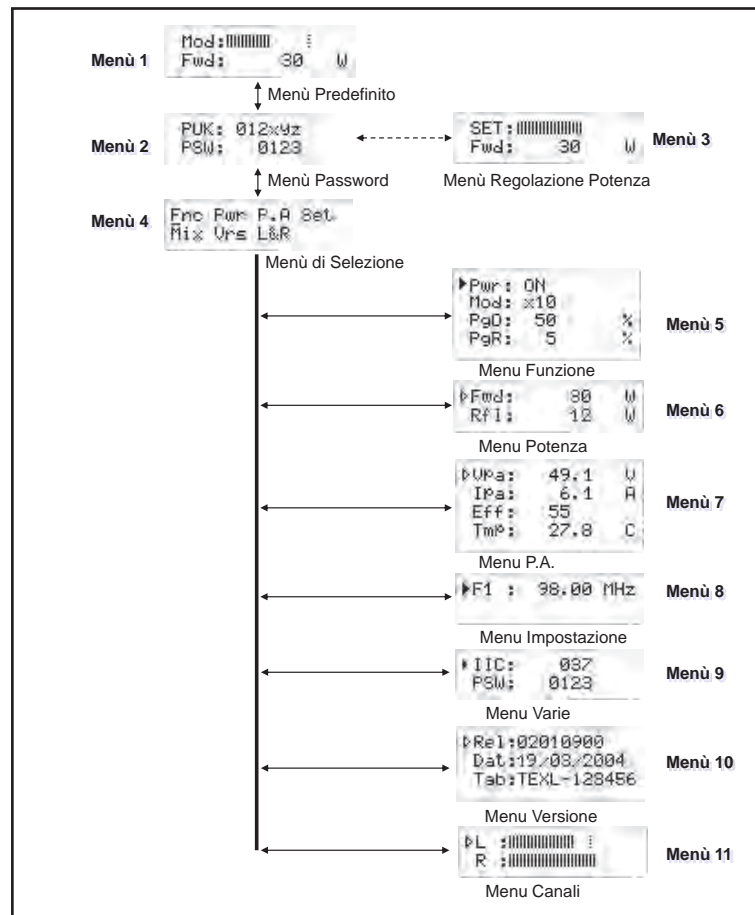 Menù 1
Mod:
Fwd: 30 W
Menù Predefinito
Menù 2
PUK: 012xyz
PSW: 0123
SET:
Fwd: 30 W
Menù 3
Menù Password
Menù Regolazione Potenza
Menù 4
Fnc Pwr P.A Set
Mix Vrs L&R
Menù di Selezione
Pwr: ON
Mod: x10
PgD: 50 %
PgR: 5 %
Menù 5
Menu Funzione
Fwd: 30 W
Rfl: 12 W
Menù 6
Menu Potenza
VPa: 49.1 V
IPa: 6.1 A
Eff: 55
Tmp: 27.8 C
Menù 7
Menu P.A.
F1 : 98.00 MHz
Menù 8
Menu Impostazione
IIC: 037
PSW: 0123
Menù 9
Menu Varie
Rel:02010900
Dat:19/03/2004
Tab:TEXL-123456
Menù 10
Menu Versione
L :
R :
Menù 11
Menu Canali